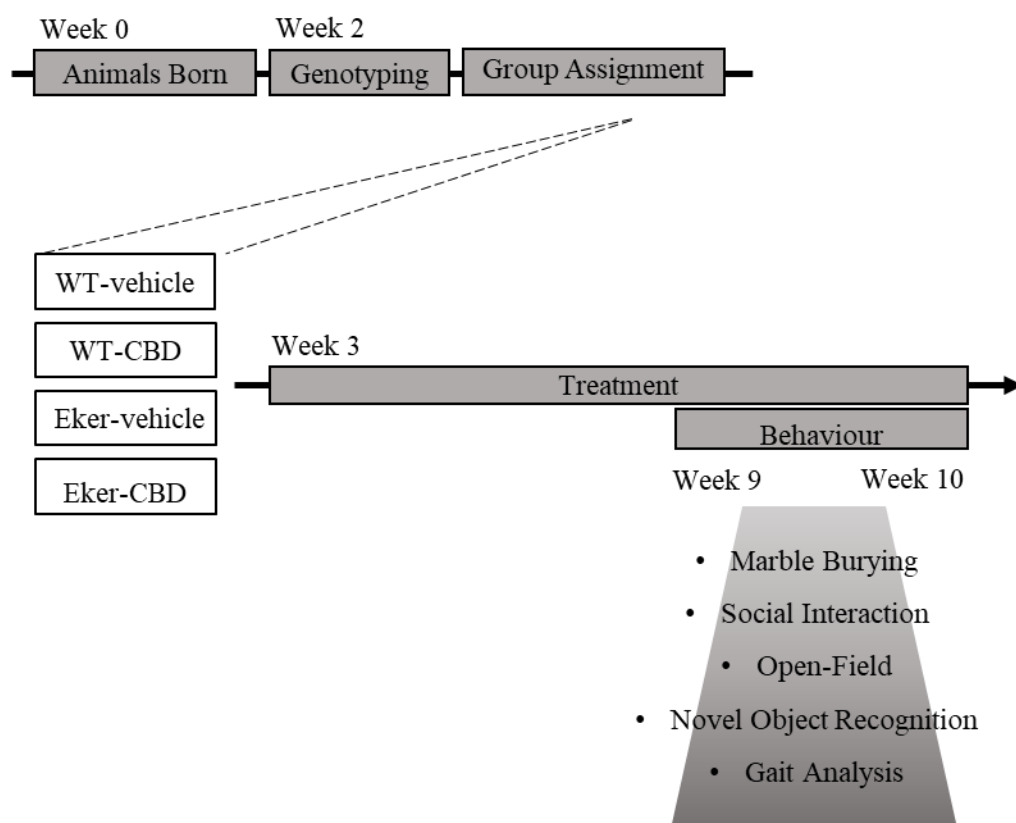 Week 0
Week 2
Animals Born
Genotyping
Group Assignment
WT-vehicle
WT-CBD
Eker-vehicle
Eker-CBD
Week 3
Treatment
Behaviour
Week 9
Week 10
• Marble Burying
• Social Interaction
• Open-Field
• Novel Object Recognition
• Gait Analysis